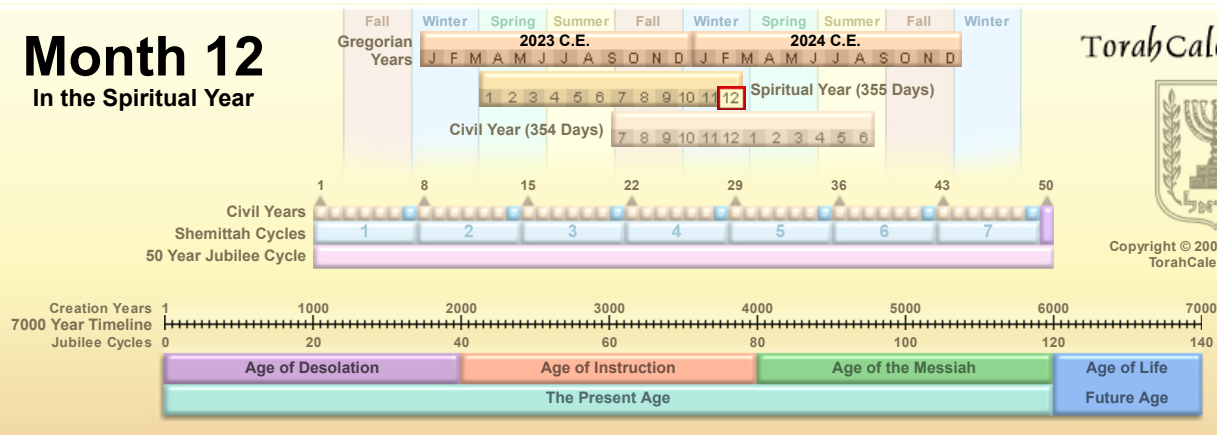 Fall Winter Spring Summer Fall Winter Spring Summer Fall Winter
Month 12
In the Spiritual Year
Gregorian Years
2023 C.E. 2024 C.E.
J F M A M J J A S O N D J F M A M J J A S O N D
1 2 3 4 5 6 7 8 9 10 11 12 Spiritual Year (355 Days)
Civil Year (354 Days) 7 8 9 10 11 12 1 2 3 4 5 6
TorahCale
1 8 15 22 29 36 43 50
Civil Years
Shemittah Cycles 1 2 3 4 5 6 7
50 Year Jubilee Cycle
Copyright © 200
TorahCale
Creation Years 1 1000 2000 3000 4000 5000 6000 7000
7000 Year Timeline
Jubilee Cycles 0 20 40 60 80 100 120 140
Age of Desolation Age of Instruction Age of the Messiah Age of Life
The Present Age Future Age